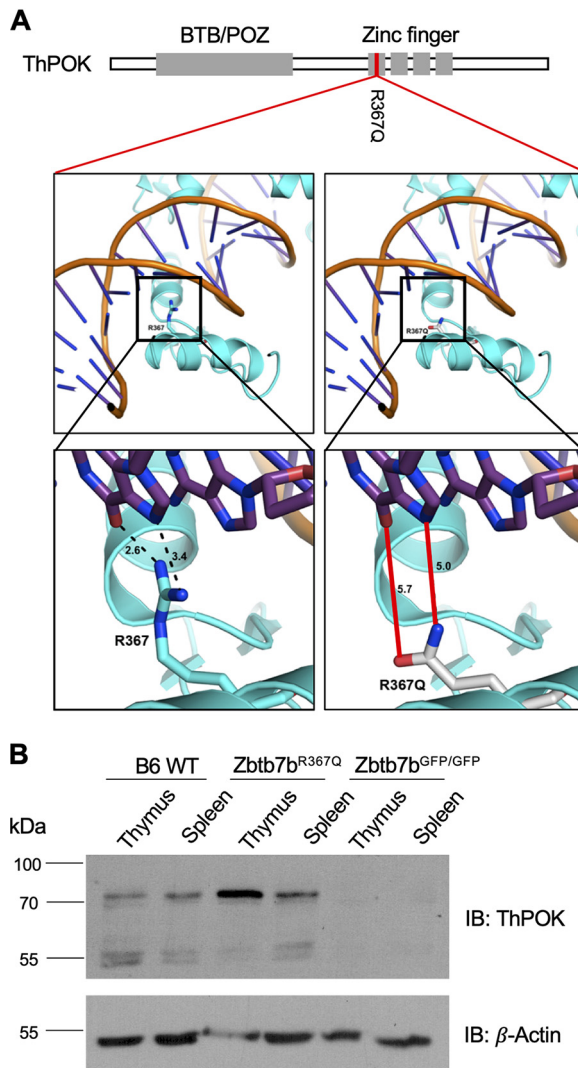 A
BTB/POZ Zinc finger
ThPOK
R367Q
R367 R367Q
2.6 3.4 5.0
5.7
R367
R367Q
B
B6 WT Zbtb7b^R367Q Zbtb7b^GFP/GFP
Thymus Spleen Thymus Spleen Thymus Spleen
kDa
100
70
55
IB: ThPOK
55
IB: β-Actin